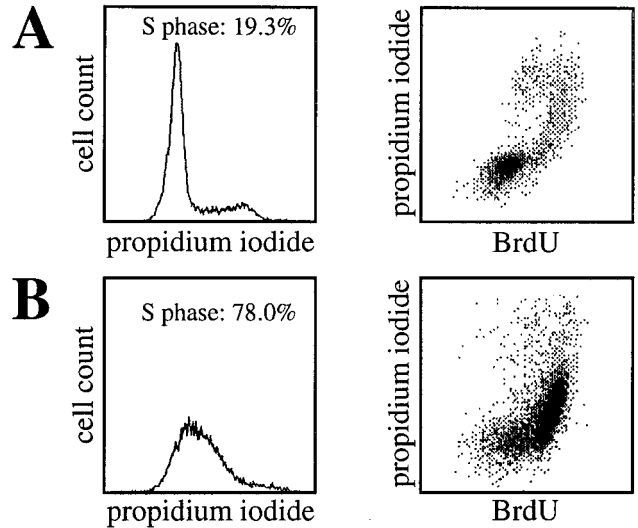 A
S phase: 19.3%
cell count
propidium iodide
propidium iodide
BrdU
B
S phase: 78.0%
cell count
propidium iodide
propidium iodide
BrdU